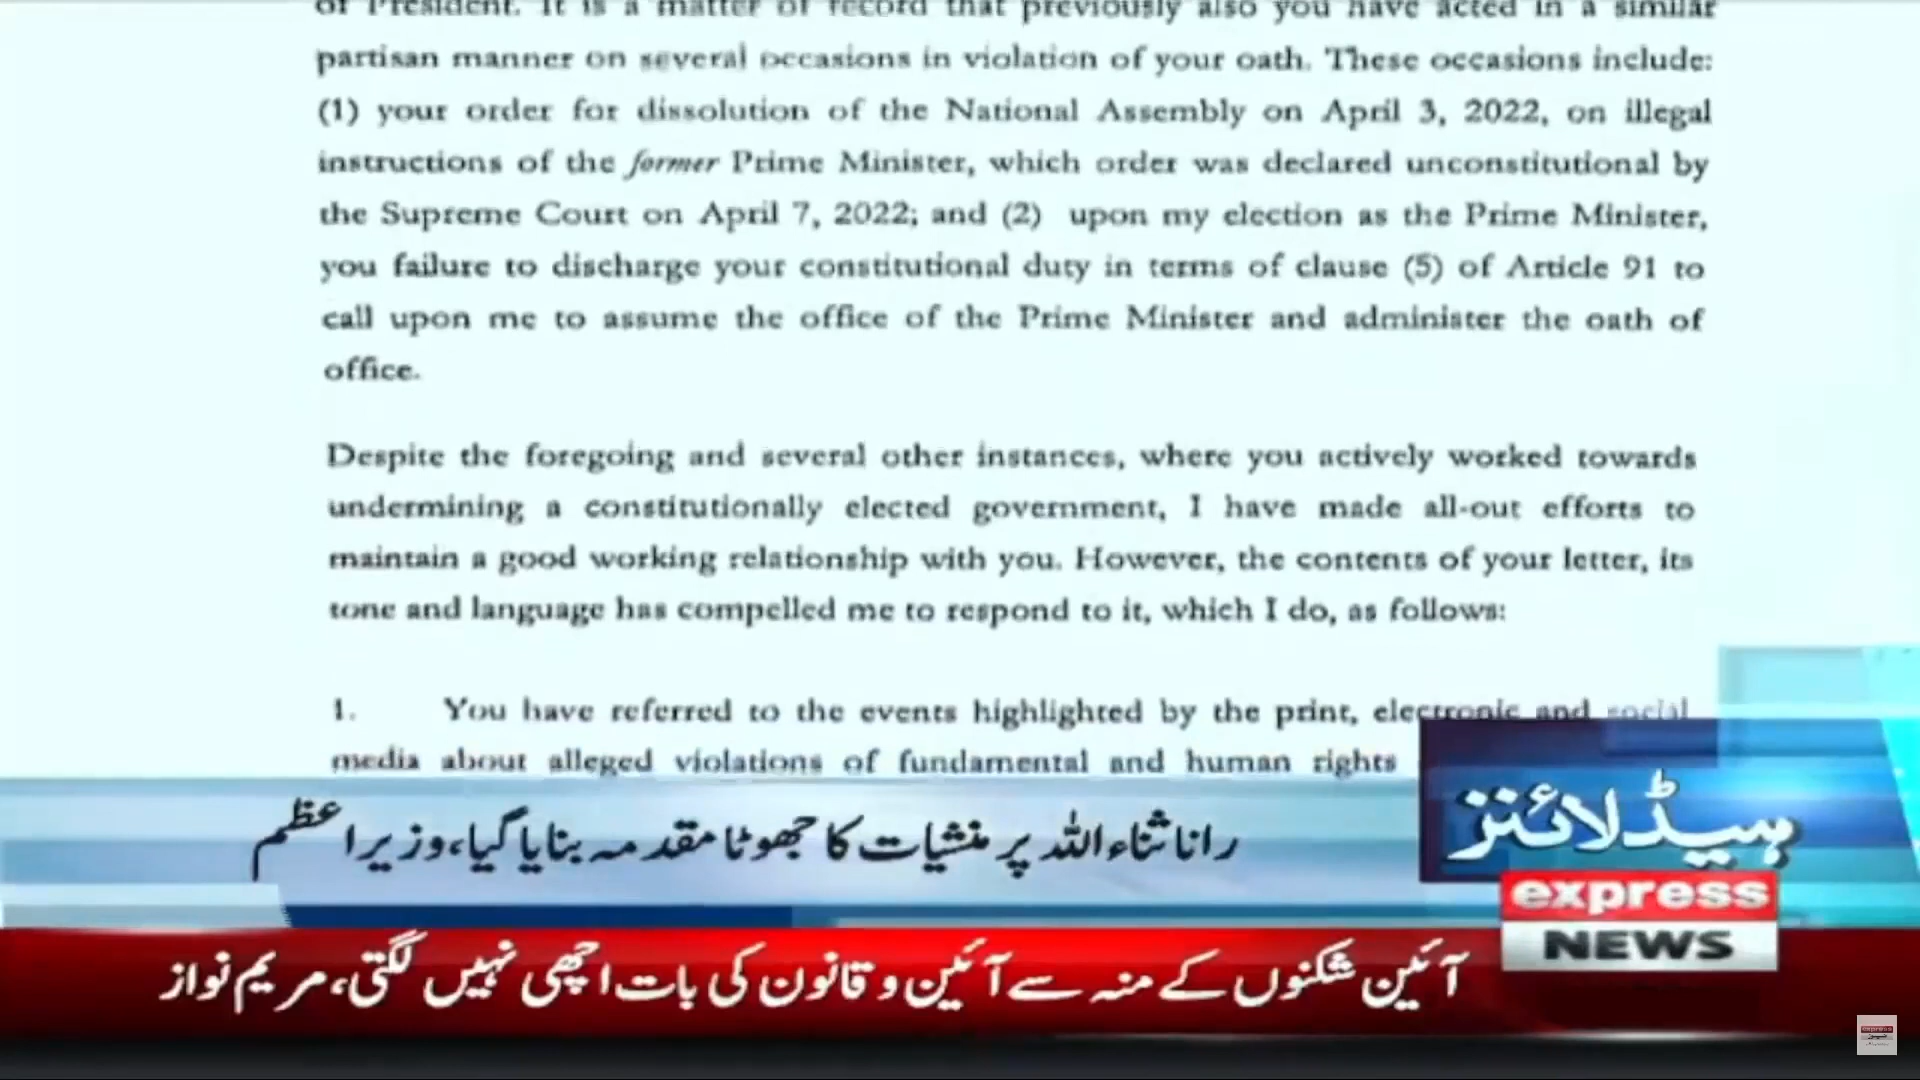 of President. It is a matter of record that previously also you have acted in a similar
partisan manner on several occasions in violation of your oath. These occasions include:
(1) your order for dissolution of the National Assembly on April 3, 2022, on illegal
instructions of the former Prime Minister, which order was declared unconstitutional by
the Supreme Court on April 7, 2022; and (2) upon my election as the Prime Minister,
you failure to discharge your constitutional duty in terms of clause (5) of Article 91 to
call upon me to assume the office of the Prime Minister and administer the oath of
office.
Despite the foregoing and several other instances, where you actively worked towards
undermining a constitutionally elected government, I have made all-out efforts to
maintain a good working relationship with you. However, the contents of your letter, its
tone and language has compelled me to respond to it, which I do, as follows:
1. You have referred to the events highlighted by the print, electronic and social
media about alleged violations of fundamental and human rights
رانا ثناء اللہ پر منشیات کا جھوٹا مقدمہ بنایا گیا، وزیراعظم
ہیڈلائنز
express
NEWS
آئین شکنوں کے منہ سے آئین و قانون کی بات اچھی نہیں لگتی، مریم نواز
express